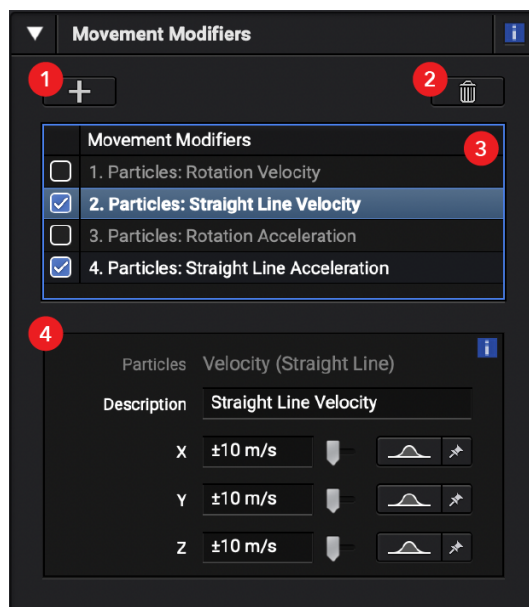 Movement Modifiers
i
1
2
Movement Modifiers
3
1. Particles: Rotation Velocity
2. Particles: Straight Line Velocity
3. Particles: Rotation Acceleration
4. Particles: Straight Line Acceleration
4
i
Particles Velocity (Straight Line)
Description Straight Line Velocity
X ±10 m/s
Y ±10 m/s
Z ±10 m/s